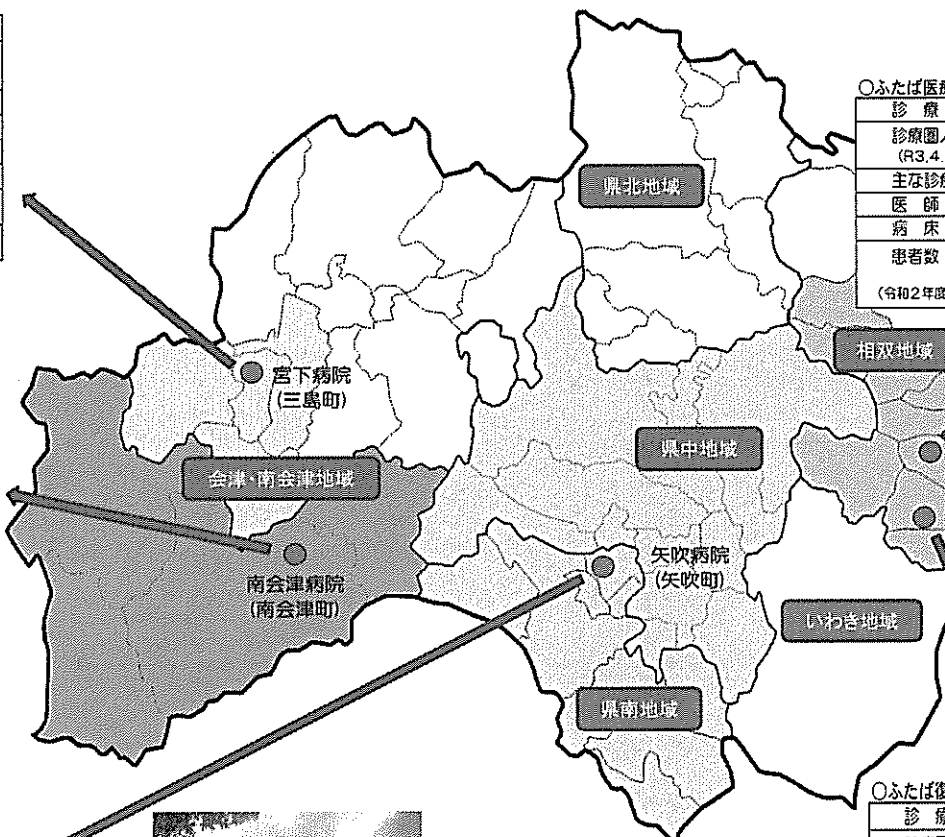 県北地域
○ふたば医療
診療
診療圏人
(R3.4.
主な診療
医師
病床
患者数
(令和2年度
相双地域
宮下病院
(三島町)
県中地域
会津・南会津地域
南会津病院
(南会津町)
矢吹病院
(矢吹町)
いわき地域
県南地域
○ふたば復
診療